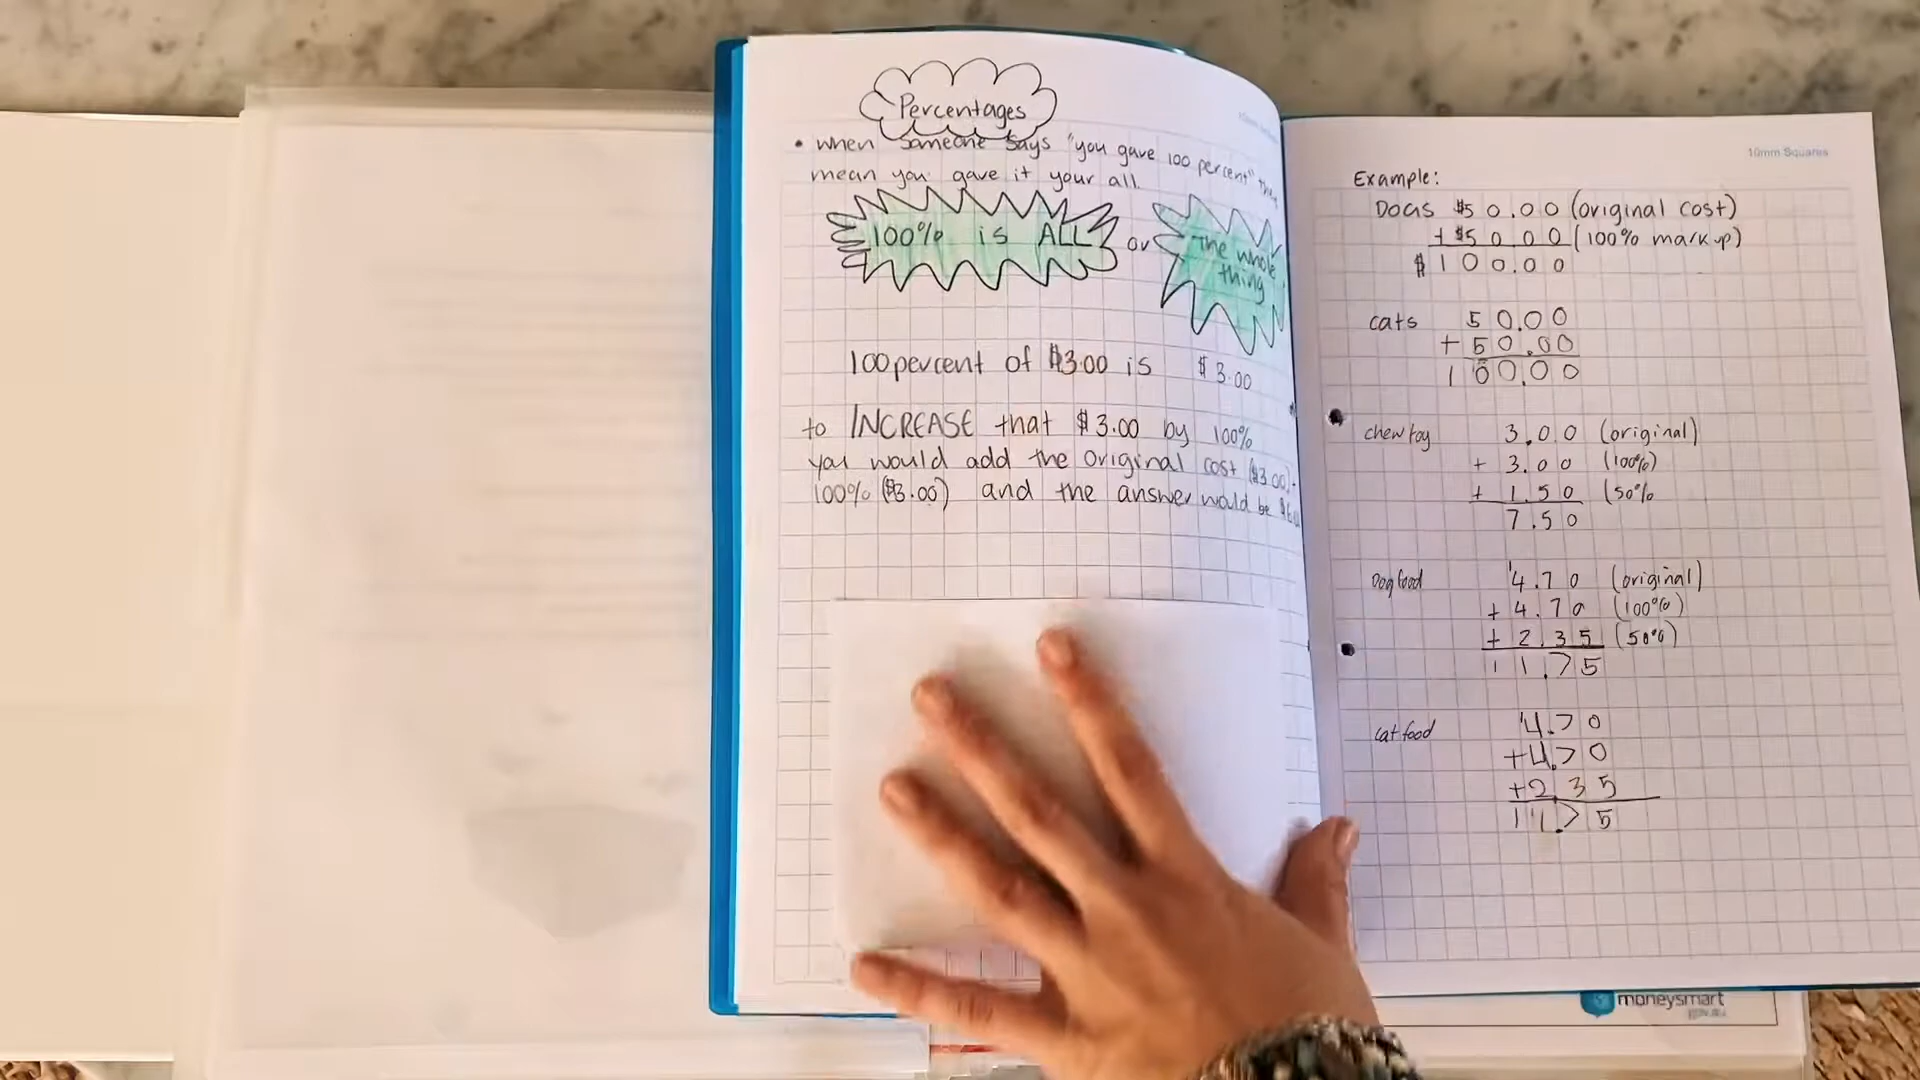 Percentages
• when someone says "you gave 100 percent" they
mean you gave it your all.
100% is ALL or the whole
thing
100 percent of $3.00 is $3.00
to INCREASE that $3.00 by 100%
you would add the original cost ($3.00)
100% ($3.00) and the answer would be
10mm Squares
Example:
DOGS $50.00 (original cost)
+ $50.00 (100% markup)
$100.00
cats 50.00
+ 50.00
100.00
chew toy 3.00 (original)
+ 3.00 (100%)
+ 1.50 (50%
7.50
Dog food 4.70 (original)
+ 4.70 (100%)
+ 2.35 (50%)
11.75
cat food 4.70
+4.70
+2.35
11.75
moneysmart